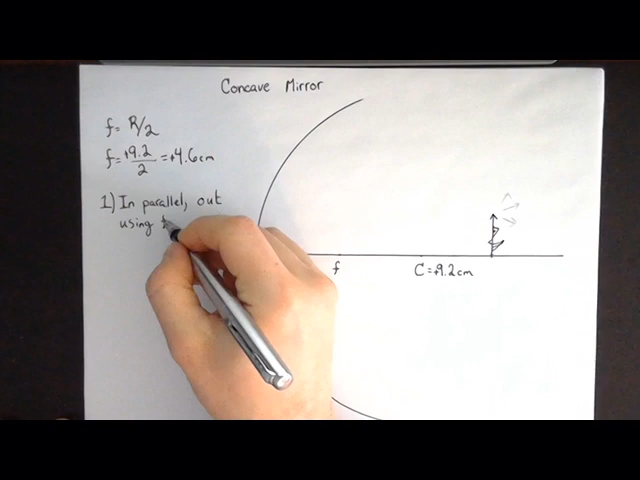 Concave Mirror
f = R/2
f = +9.2/2 = +4.6cm
1) In parallel, out
using
f
C=+9.2cm